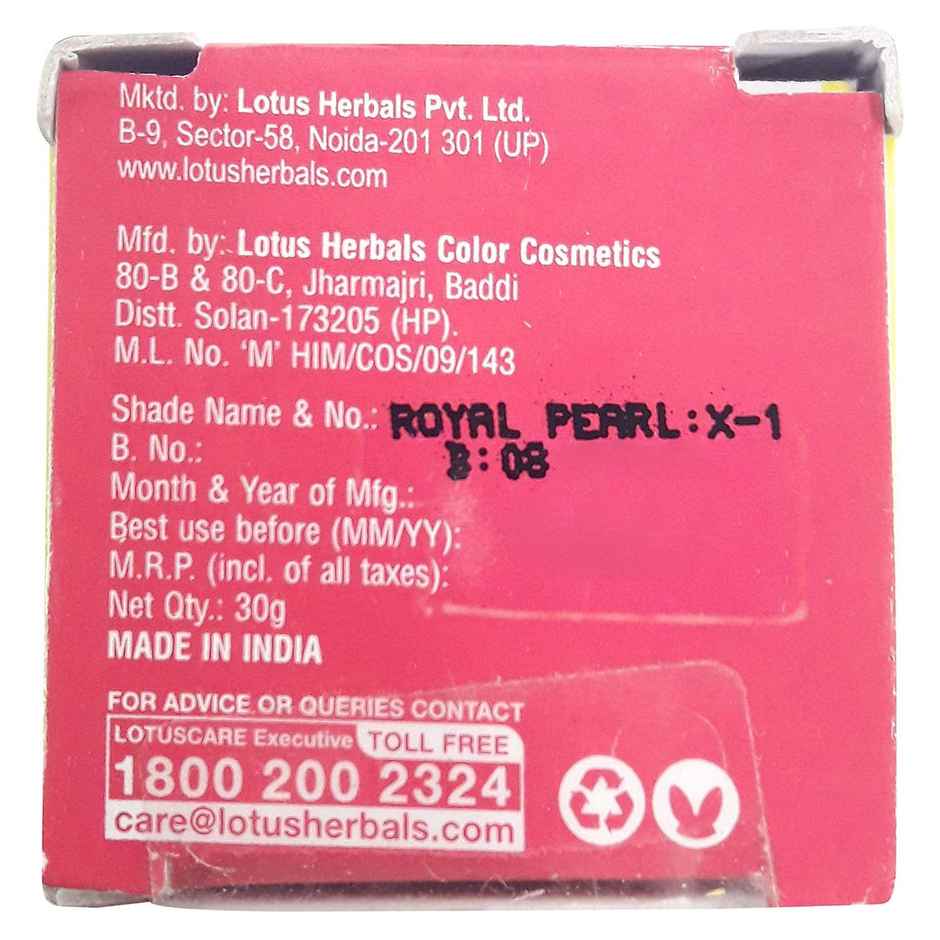 Mktd. by: Lotus Herbals Pvt. Ltd.
B-9, Sector-58, Noida-201 301 (UP)
www.lotusherbals.com
Mfd. by: Lotus Herbals Color Cosmetics
80-B & 80-C, Jharmajri, Baddi
Distt. Solan-173205 (HP).
M.L. No. ‘M’ HIM/COS/09/143
Shade Name & No.: ROYAL PEARL:X-1
B. No.: B:08
Month & Year of Mfg.:
Best use before (MM/YY):
M.R.P. (incl. of all taxes):
Net Qty.: 30g
MADE IN INDIA
FOR ADVICE OR QUERIES CONTACT
LOTUSCARE Executive TOLL FREE
1800 200 2324
care@lotusherbals.com